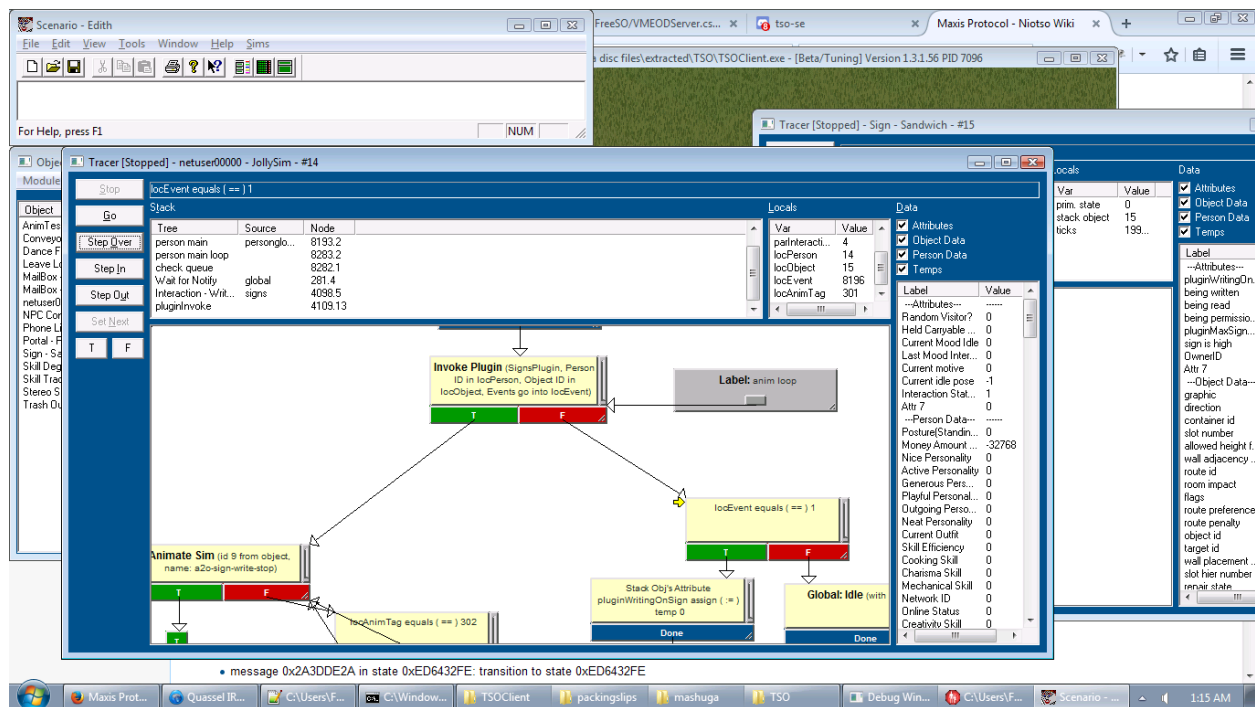 Scenario - Edith
File Edit View Tools Window Help Sims
For Help, press F1
NUM
FreeSO/VMEODServer.cs...
tso-se
Maxis Protocol - Niotso Wiki
disc files\extracted\TSO\TSOClient.exe - [Beta/Tuning] Version 1.3.1.56 PID 7096
Tracer [Stopped] - Sign - Sandwich - #15
Locals
Var Value
prim. state 0
stack object 15
ticks 199...
Data
Attributes
Object Data
Person Data
Temps
Label
---Attributes---
pluginWritingOn...
being written
being read
being permissio...
pluginMaxSign...
sign is high
OwnerID
Attr 7
---Object Data---
graphic
direction
container id
slot number
allowed height f...
wall adjacency ...
route id
room impact
flags
route preference
route penalty
object id
target id
wall placement ...
slot hier number
repair state
Obje
Module
Object
AnimTes
Conveyo
Dance F
Leave Lo
MailBox -
MailBox -
netuser0
NPC Con
Phone Li
Portal - P
Sign - Sa
Skill Deg
Skill Trac
Stereo S
Trash Ou
Tracer [Stopped] - netuser00000 - JollySim - #14
Stop
Go
Step Over
Step In
Step Out
Set Next
T F
locEvent equals ( == ) 1
Stack
Tree Source Node
person main personglo... 8193.2
person main loop 8283.2
check queue 8282.1
Wait for Notify global 281.4
Interaction - Writ... signs 4098.5
pluginInvoke 4109.13
Locals
Var Value
parInteracti... 4
locPerson 14
locObject 15
locEvent 8196
locAnimTag 301
Data
Attributes
Object Data
Person Data
Temps
Label Value
---Attributes--- ------
Random Visitor? 0
Held Carryable ... 0
Current Mood Idle 0
Last Mood Inter... 0
Current motive 0
Current idle pose -1
Interaction Stat... 1
Attr 7 0
---Person Data--- ------
Posture(Standin... 0
Money Amount ... -32768
Nice Personality 0
Active Personality 0
Generous Pers... 0
Playful Personal... 0
Outgoing Perso... 0
Neat Personality 0
Current Outfit 0
Skill Efficiency 0
Cooking Skill 0
Charisma Skill 0
Mechanical Skill 0
Network ID 0
Online Status 0
Creativity Skill 0
Invoke Plugin (SignsPlugin, Person
ID in locPerson, Object ID in
locObject, Events go into locEvent)
T F
Label: anim loop
locEvent equals ( == ) 1
T F
Animate Sim (id 9 from object,
name: a2o-sign-write-stop)
T F
T
locAnimTag equals ( == ) 302
Stack Obj's Attribute
pluginWritingOnSign assign ( := )
temp 0
Done
Global: Idle (with
Done
• message 0x2A3DDE2A in state 0xED6432FE: transition to state 0xED6432FE
Maxis Prot...
Quassel IR...
C:\Users\F...
C:\Window...
TSOClient
packingslips
mashuga
TSO
Debug Win...
C:\Users\F...
Scenario - ...
1:15 AM